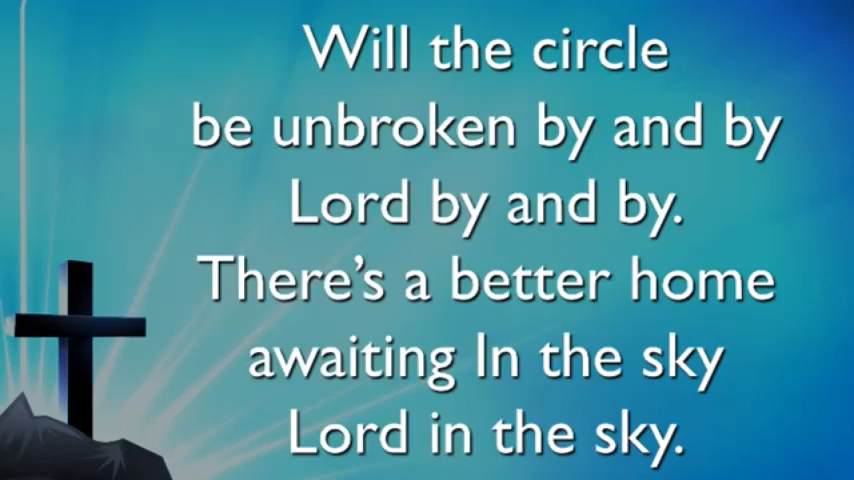 Will the circle
be unbroken by and by
Lord by and by.
There’s a better home
awaiting In the sky
Lord in the sky.